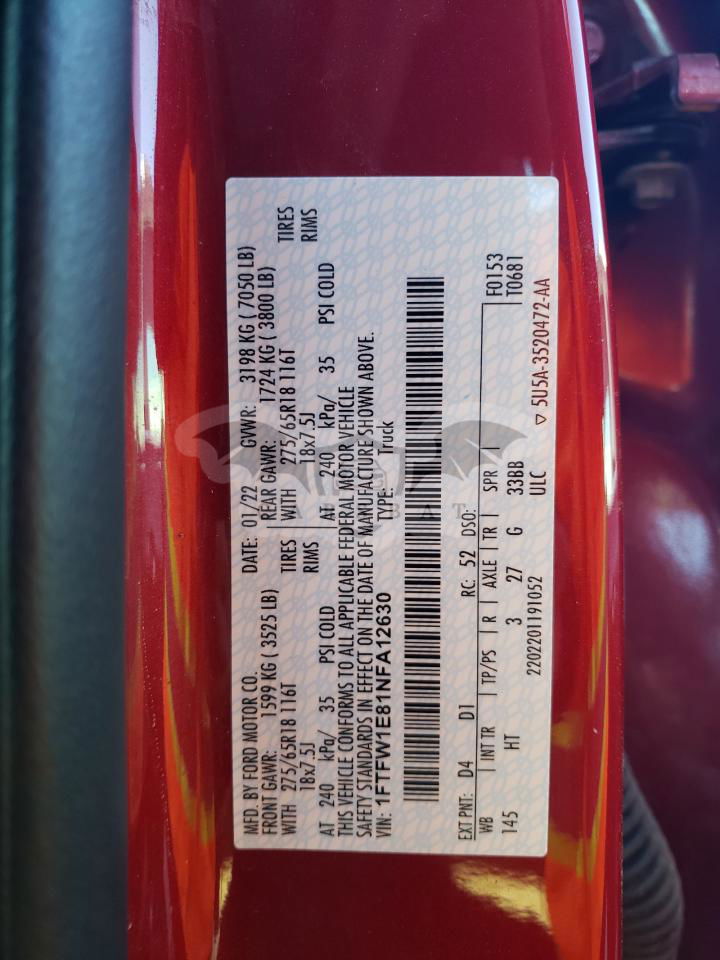 MFD. BY FORD MOTOR CO. DATE: 01/22 GVWR: 3198 KG ( 7050 LB)
FRONT GAWR: 1599 KG ( 3525 LB) REAR GAWR: 1724 KG ( 3800 LB)
WITH 275/65R18 116T TIRES WITH 275/65R18 116T TIRES
18x7.5J RIMS 18x7.5J RIMS
AT 240 kPa/ 35 PSI COLD AT 240 kPa/ 35 PSI COLD
THIS VEHICLE CONFORMS TO ALL APPLICABLE FEDERAL MOTOR VEHICLE
SAFETY STANDARDS IN EFFECT ON THE DATE OF MANUFACTURE SHOWN ABOVE.
VIN: 1FTFW1E81NFA12630 TYPE: Truck
EXT PNT: D4 D1 RC: 52 DSO: F0153
WB INT TR TP/PS R AXLE TR SPR T0681
145 HT 3 27 G 33BB
2202201191052 ULC ▽ 5U5A-3520472-AA